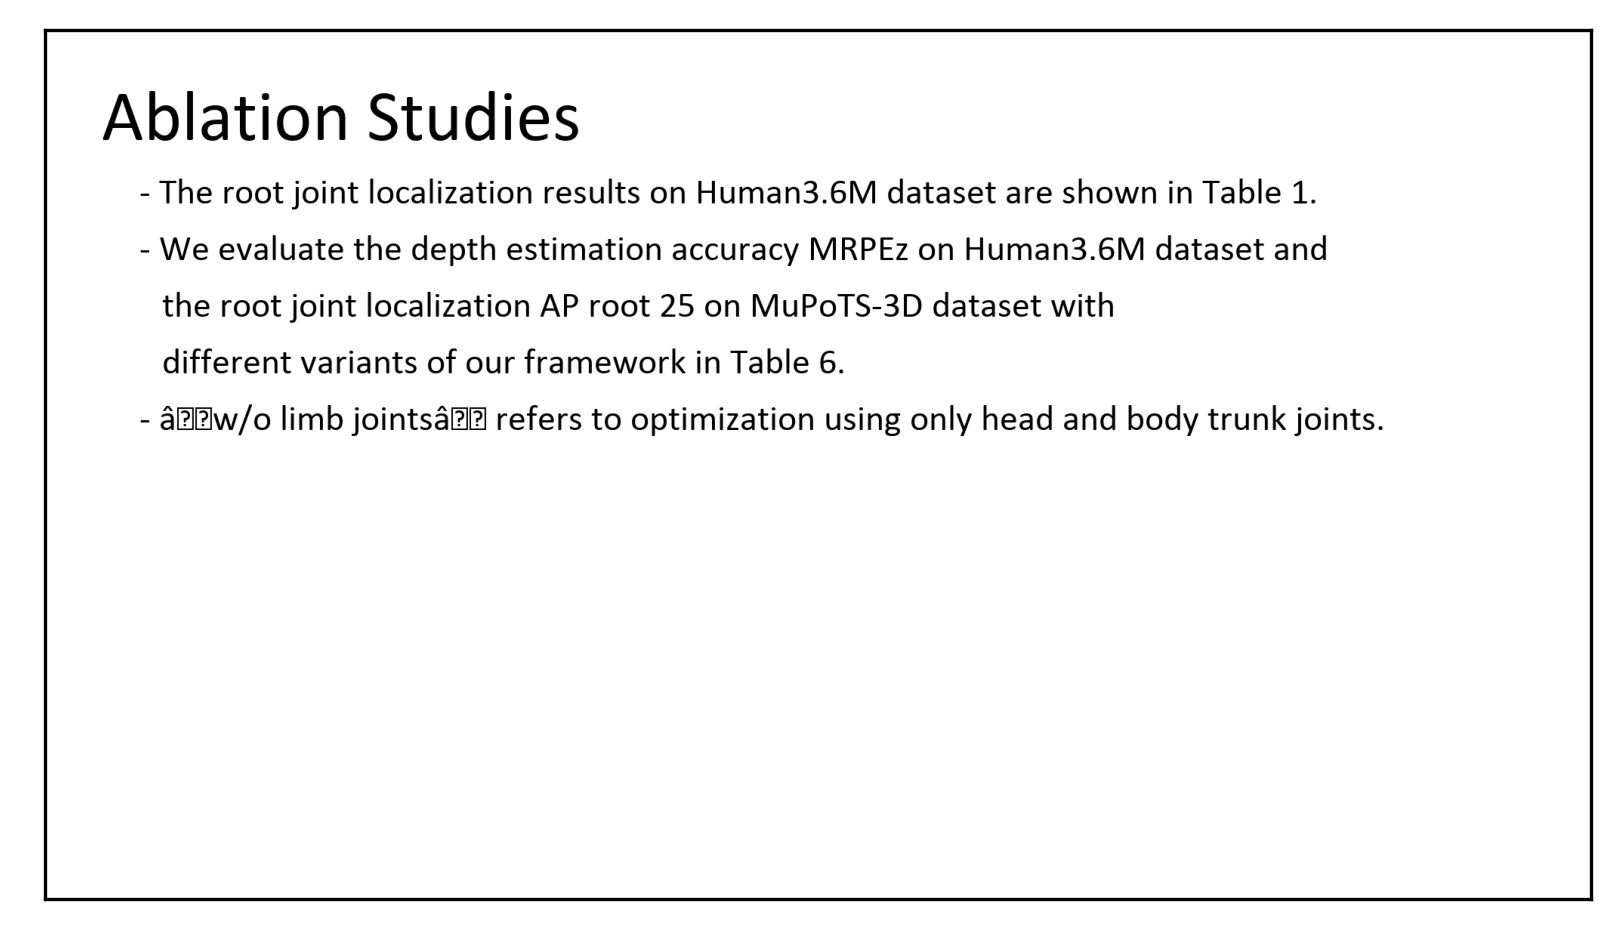 Ablation Studies
- The root joint localization results on Human3.6M dataset are shown in Table 1.
- We evaluate the depth estimation accuracy MRPEz on Human3.6M dataset and
the root joint localization AP root 25 on MuPoTS-3D dataset with
different variants of our framework in Table 6.
- â⍰⍰w/o limb jointsâ⍰⍰ refers to optimization using only head and body trunk joints.